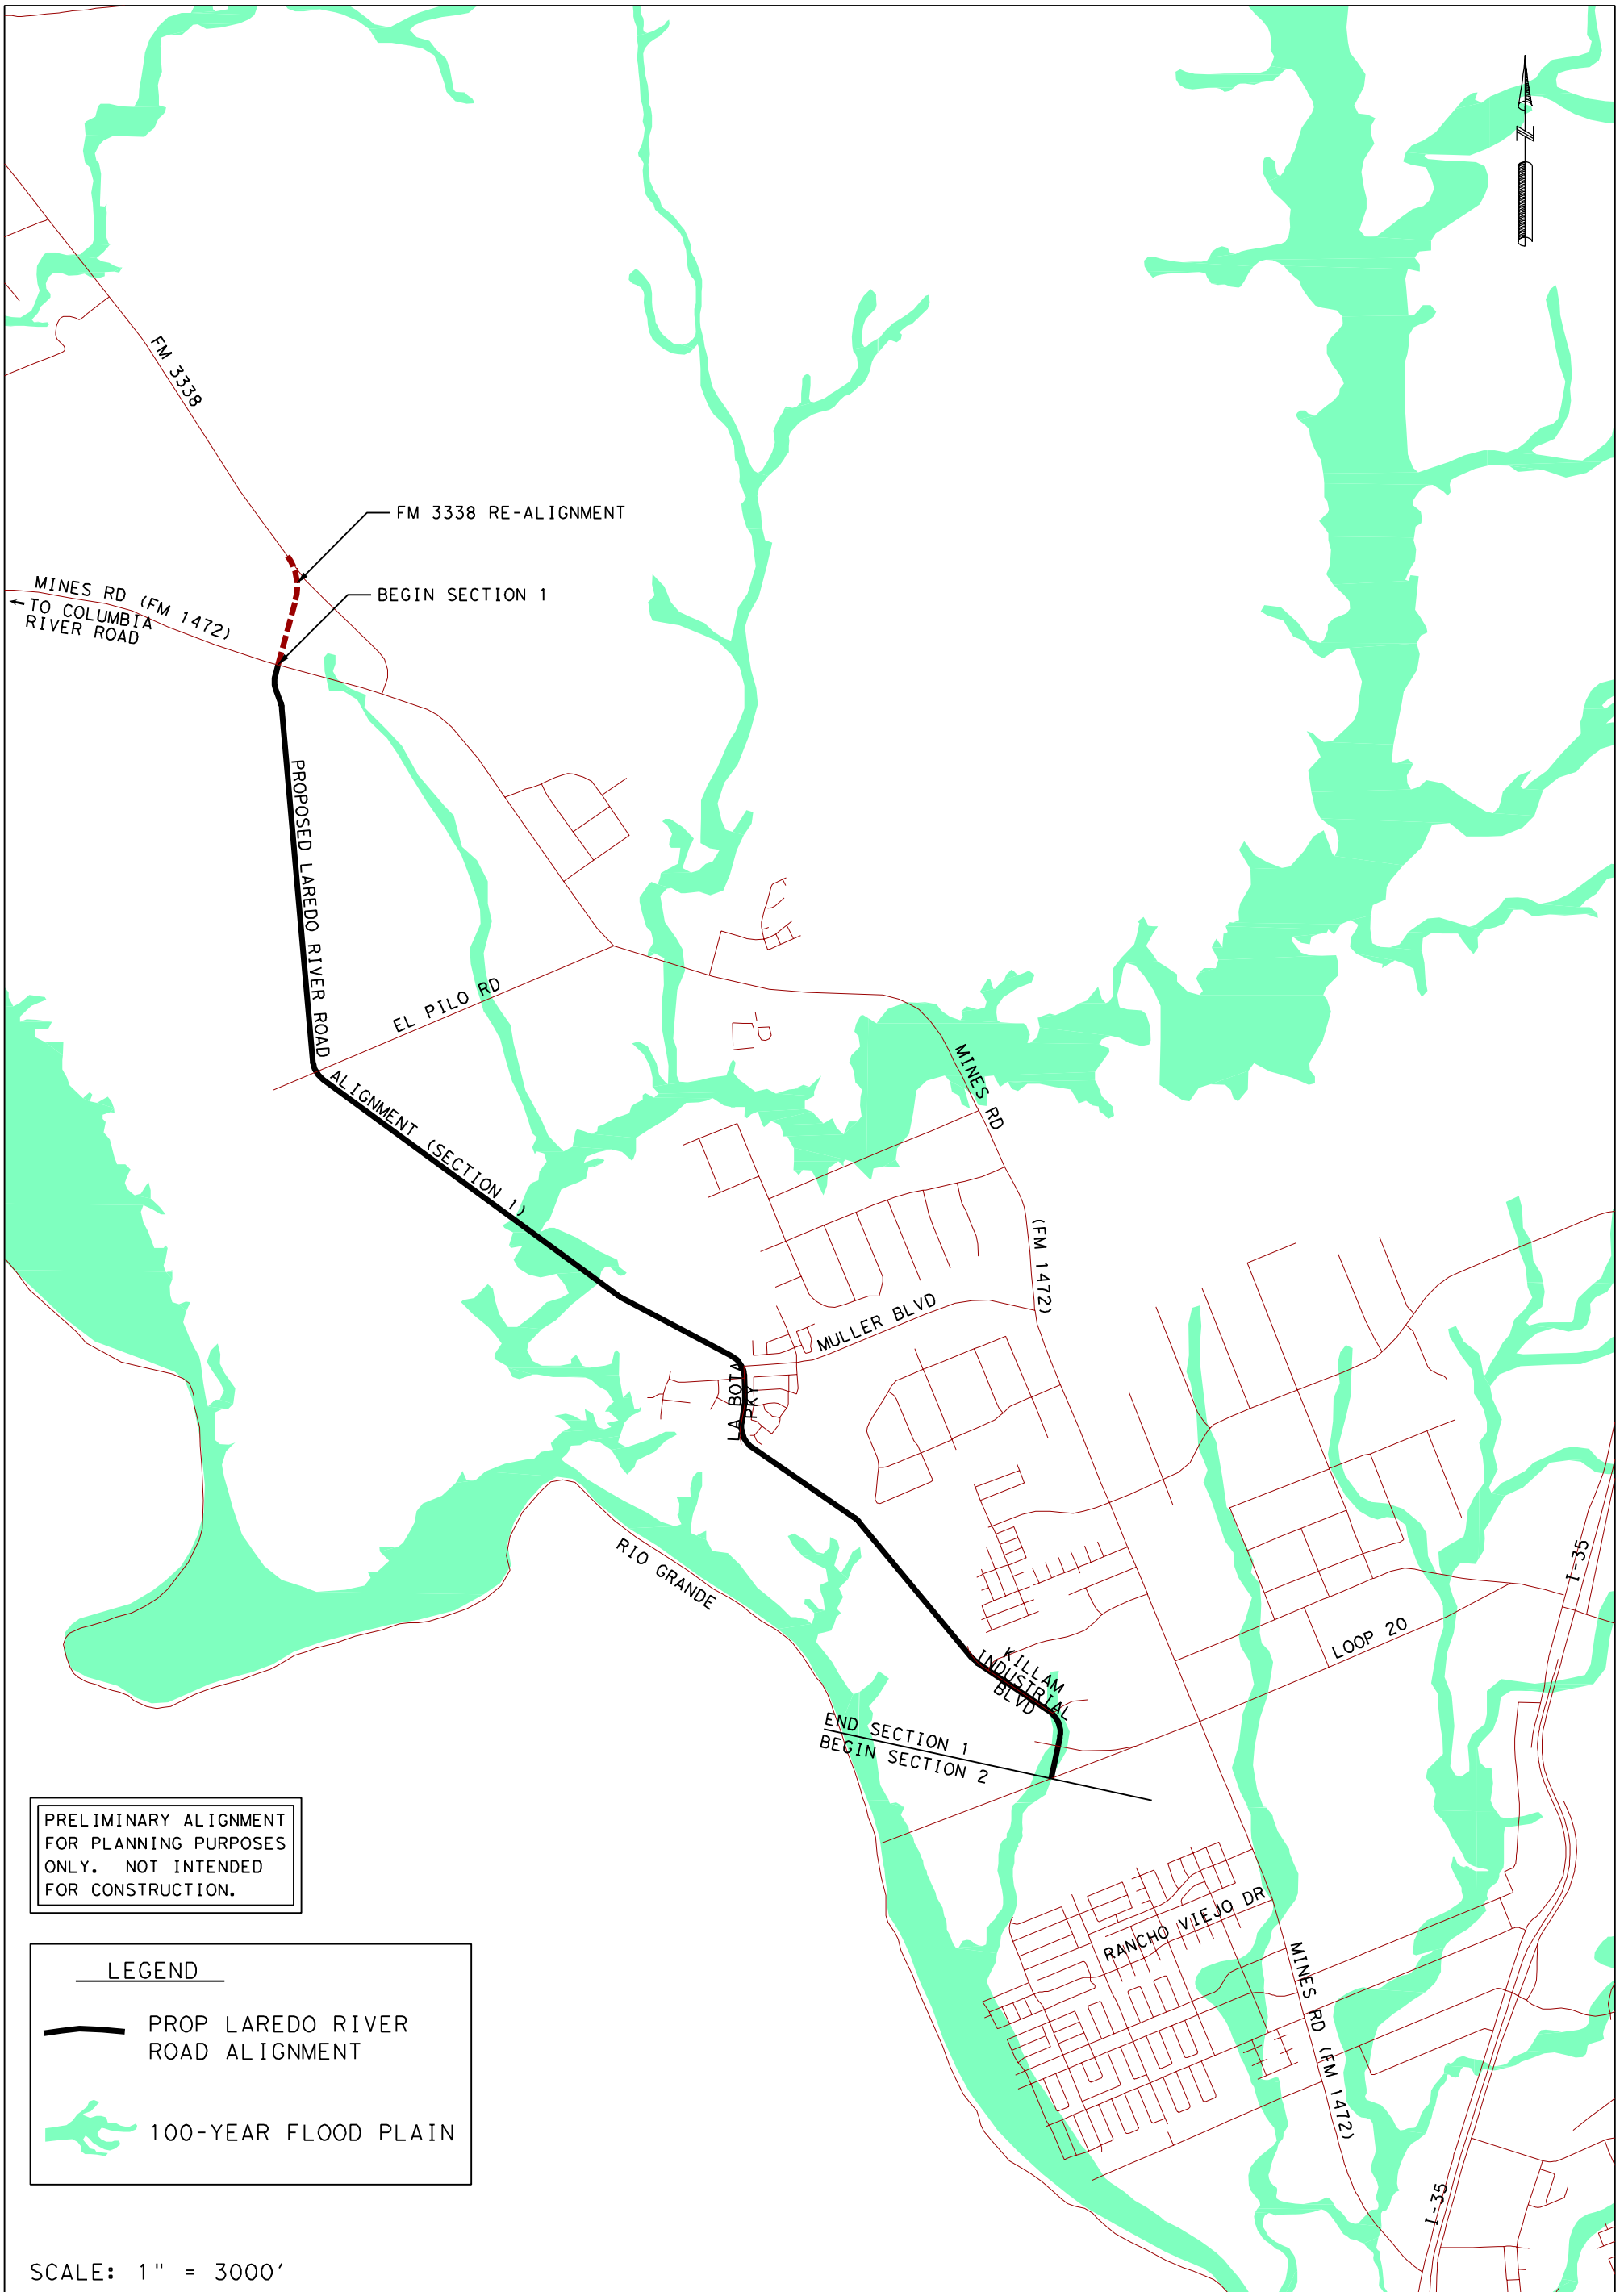 N
FM 3338
FM 3338 RE-ALIGNMENT
MINES RD (FM 1472)
BEGIN SECTION 1
← TO COLUMBIA
RIVER ROAD
PROPOSED LAREDO RIVER ROAD
ALIGNMENT (SECTION 1)
EL PILO RD
MINES RD
(FM 1472)
MULLER BLVD
LA BOTA
PKY
RIO GRANDE
I-35
LOOP 20
KILLAM
INDUSTRIAL
BLVD
END SECTION 1
BEGIN SECTION 2
RANCHO VIEJO DR
MINES RD (FM 1472)
I-35
PRELIMINARY ALIGNMENT
FOR PLANNING PURPOSES
ONLY. NOT INTENDED
FOR CONSTRUCTION.
LEGEND
PROP LAREDO RIVER
ROAD ALIGNMENT
100-YEAR FLOOD PLAIN
SCALE: 1" = 3000'